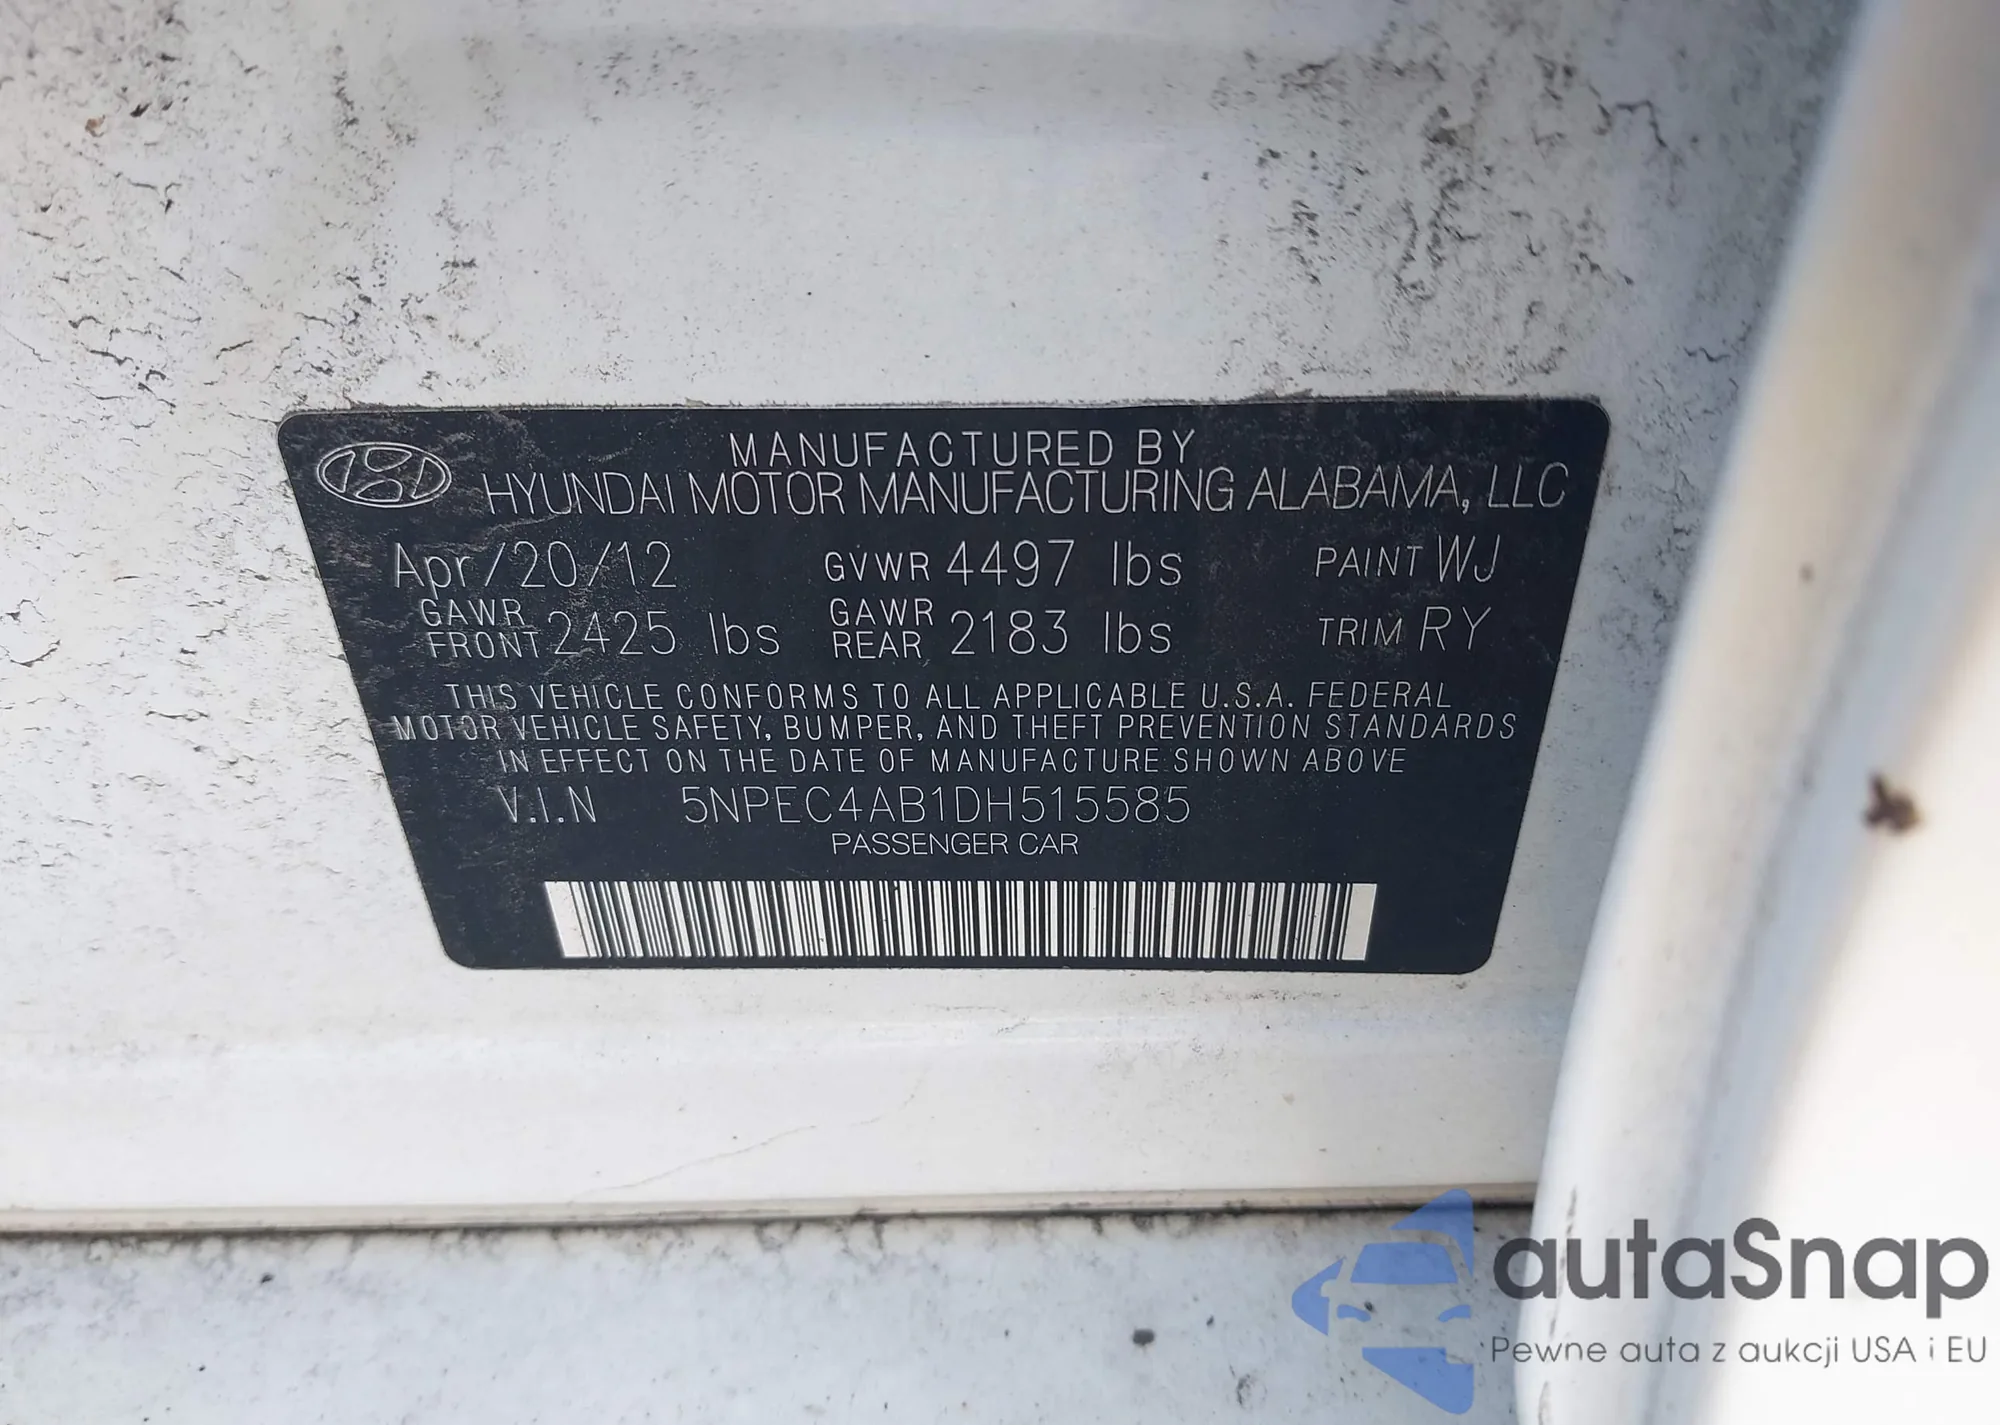 MANUFACTURED BY
HYUNDAI MOTOR MANUFACTURING ALABAMA, LLC
Apr/20/12 GVWR 4497 lbs PAINT WJ
GAWR FRONT 2425 lbs GAWR REAR 2183 lbs TRIM RY
THIS VEHICLE CONFORMS TO ALL APPLICABLE U.S.A. FEDERAL
MOTOR VEHICLE SAFETY, BUMPER, AND THEFT PREVENTION STANDARDS
IN EFFECT ON THE DATE OF MANUFACTURE SHOWN ABOVE
V.I.N 5NPEC4AB1DH515585
PASSENGER CAR
autaSnap
Pewne auta z aukcji USA i EU